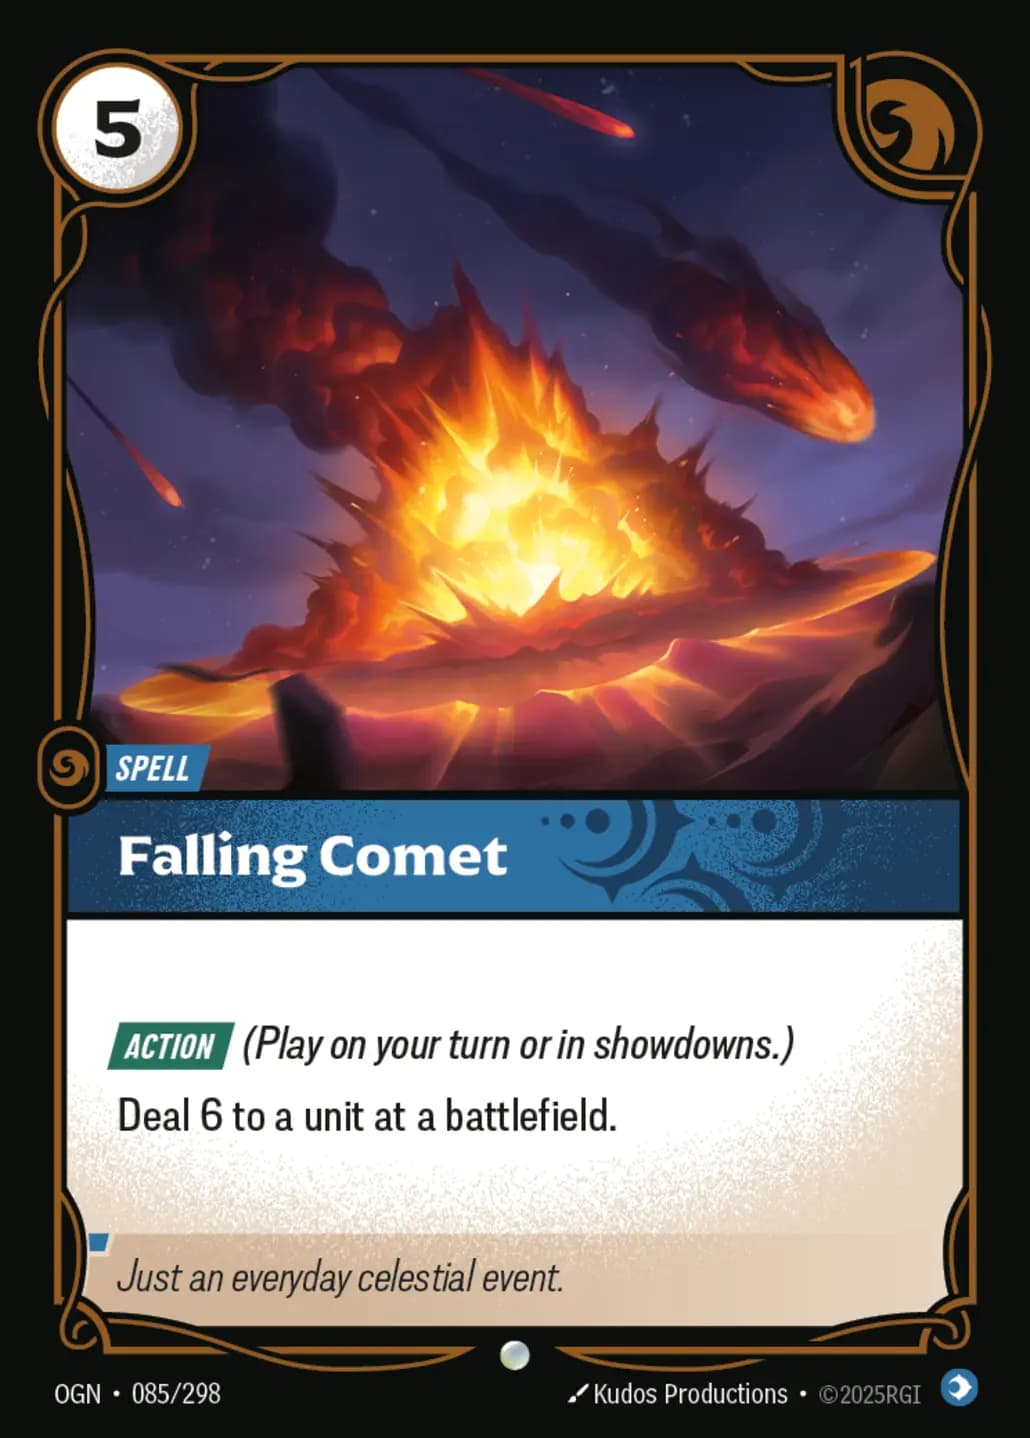 5
SPELL
Falling Comet
ACTION (Play on your turn or in showdowns.)
Deal 6 to a unit at a battlefield.
Just an everyday celestial event.
OGN • 085/298
Kudos Productions • ©2025RGI